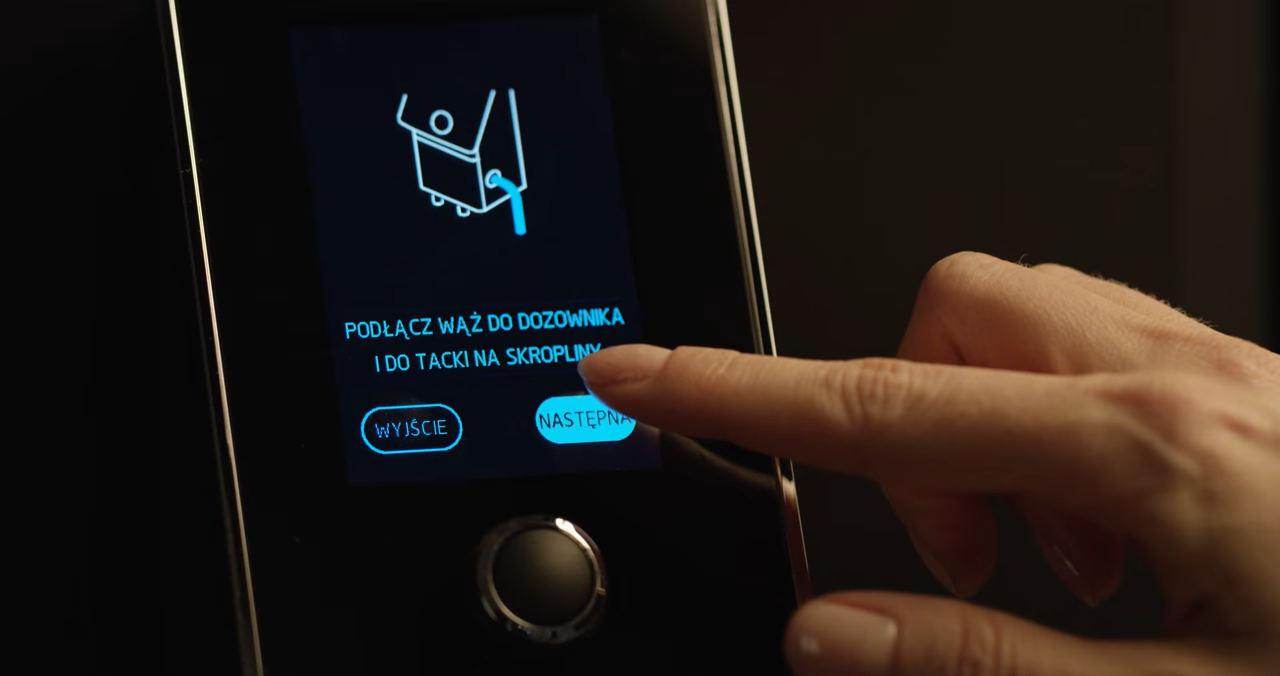 PODŁĄCZ WĄŻ DO DOZOWNIKA
I DO TACKI NA SKROPLINY
WYJŚCIE
NASTĘPNA